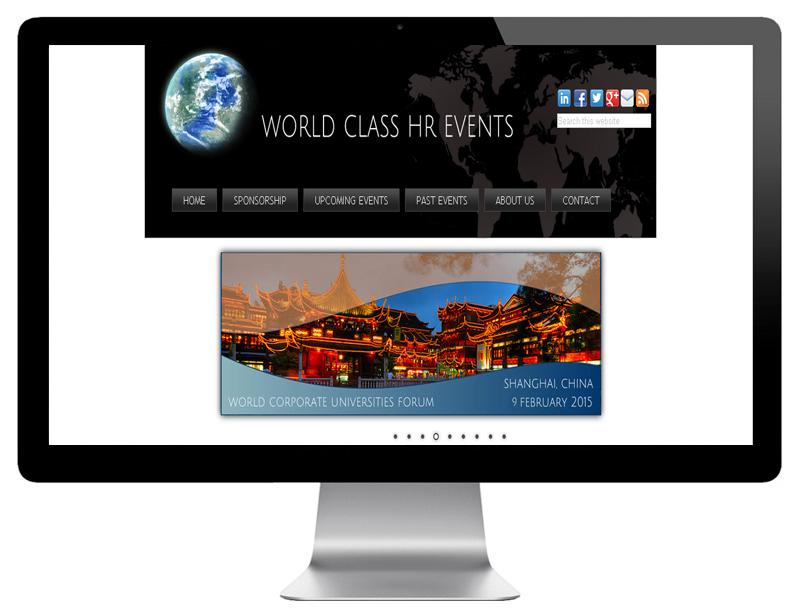 WORLD CLASS HR EVENTS
Search this website
HOME SPONSORSHIP UPCOMING EVENTS PAST EVENTS ABOUT US CONTACT
SHANGHAI, CHINA
WORLD CORPORATE UNIVERSITIES FORUM 9 FEBRUARY 2015